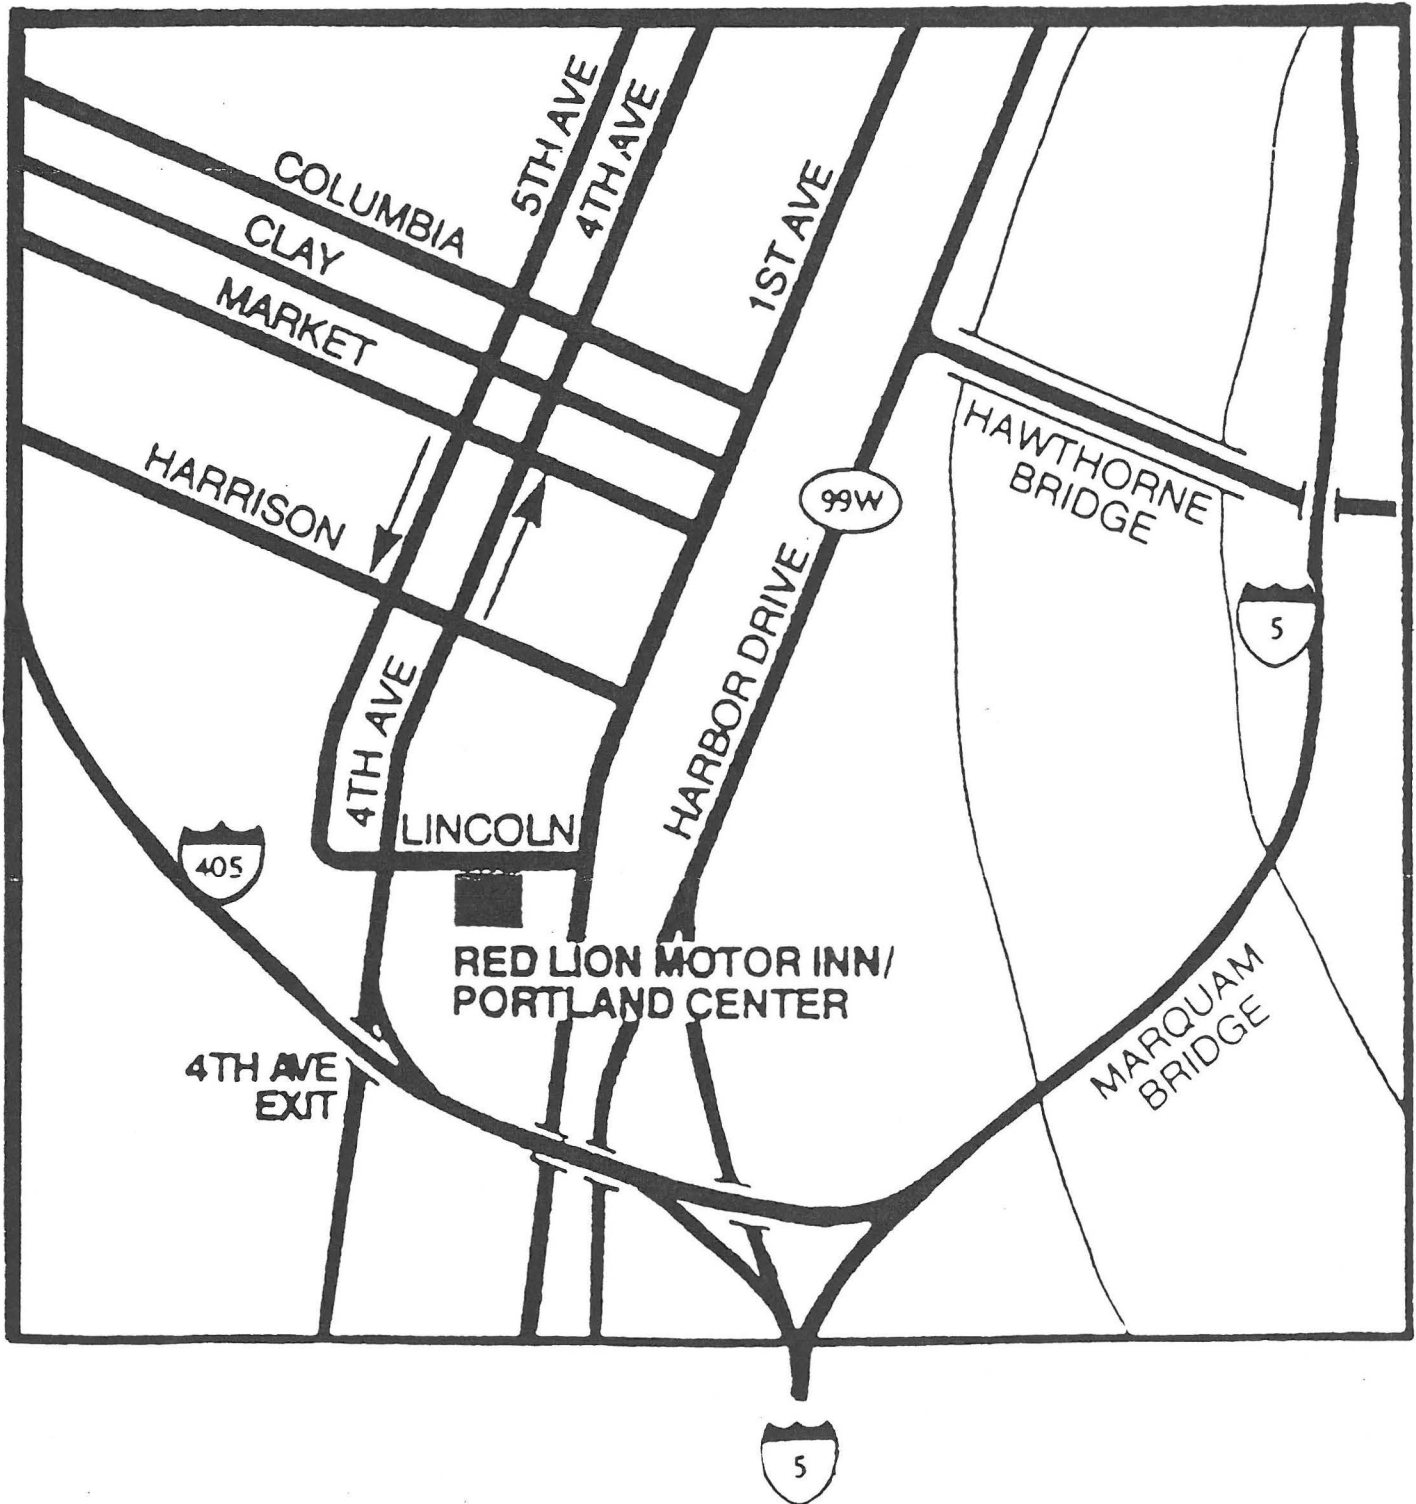 5TH AVE
4TH AVE
1ST AVE
COLUMBIA
CLAY
MARKET
HARRISON
HAWTHORNE
BRIDGE
99W
HARBOR DRIVE
5
4TH AVE
LINCOLN
405
RED LION MOTOR INN/
PORTLAND CENTER
MARQUAM
BRIDGE
4TH AVE
EXIT
5